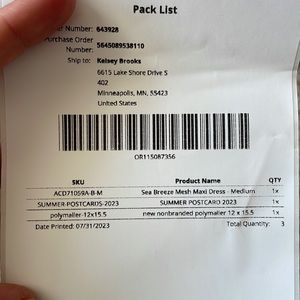 Pack List
er Number: 643928
Purchase Order
Number: 5645089538110
Ship to: Kelsey Brooks
6615 Lake Shore Drive S
402
Minneapolis, MN, 55423
United States
OR115087356
SKU Product Name QTY
ACD71059A-B-M Sea Breeze Mesh Maxi Dress - Medium 1x
SUMMER-POSTCARDS-2023 SUMMER POSTCARD 2023 1x
polymailer-12x15.5 new nonbranded polymailer 12 x 15.5 1x
Date Printed: 07/31/2023 Total Quantity: 3